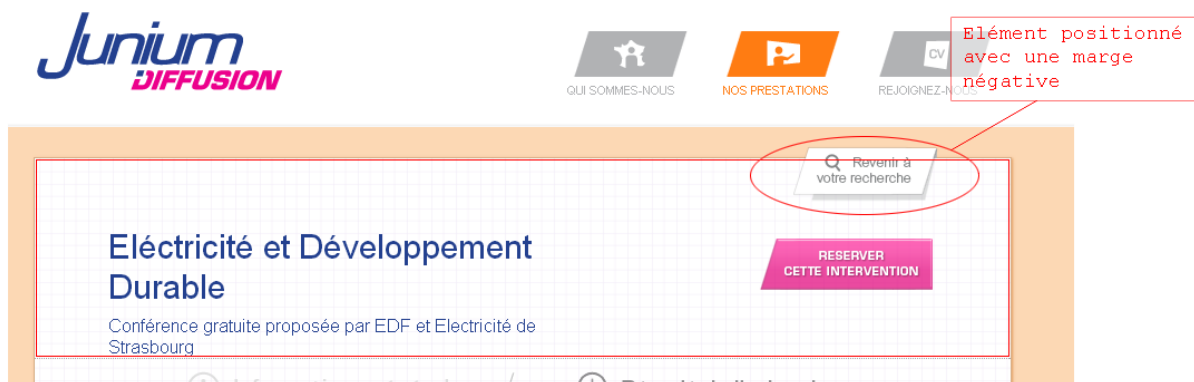 Junium
DIFFUSION
CV
QUI SOMMES-NOUS
NOS PRESTATIONS
REJOIGNEZ-NOUS
Elément positionné
avec une marge
négative
Revenir à
votre recherche
Eléctricité et Développement
Durable
RESERVER
CETTE INTERVENTION
Conférence gratuite proposée par EDF et Electricité de
Strasbourg